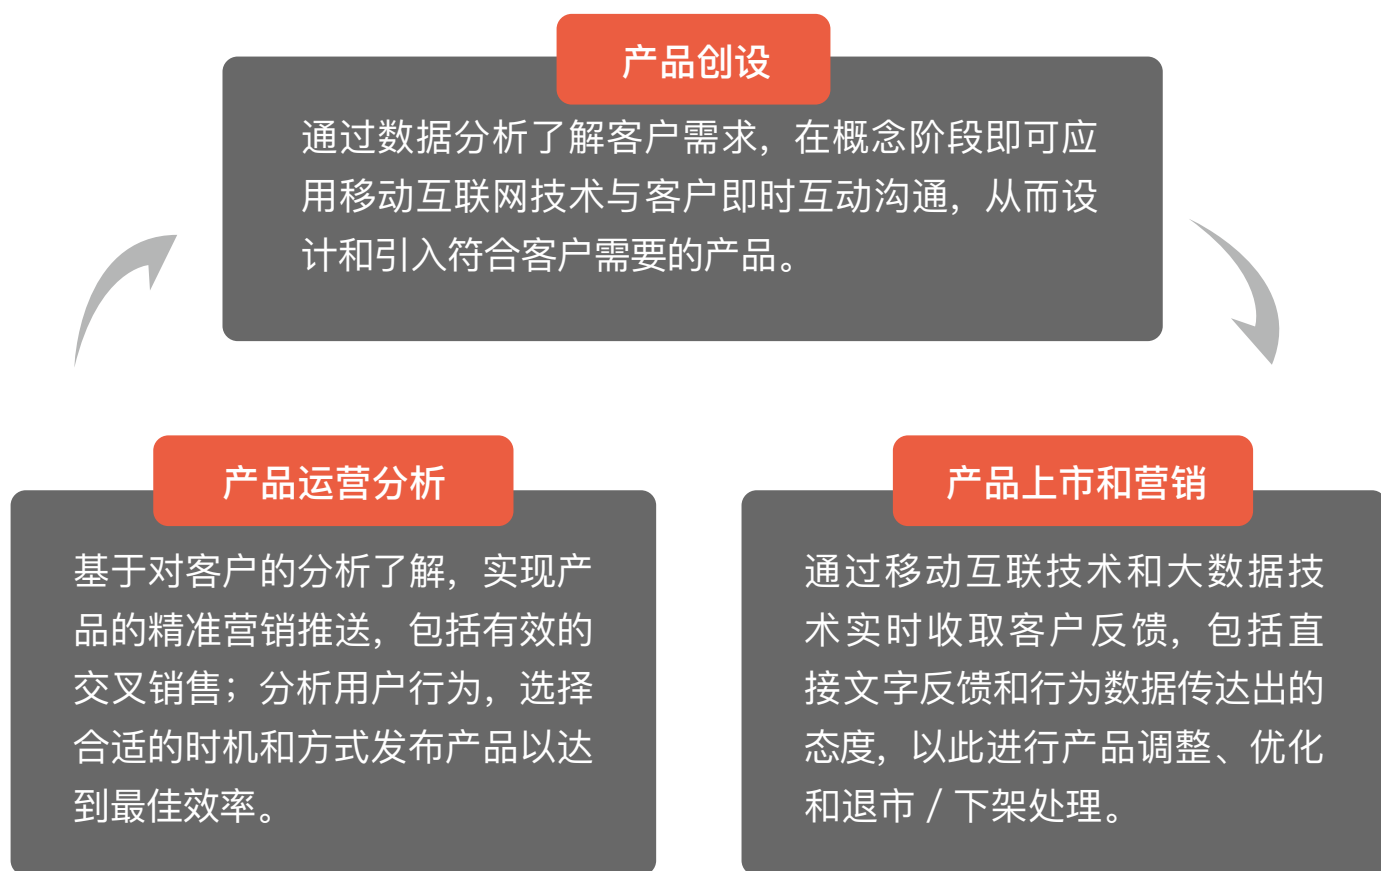 产品创设
通过数据分析了解客户需求，在概念阶段即可应
用移动互联网技术与客户即时互动沟通，从而设
计和引入符合客户需要的产品。
产品运营分析
基于对客户的分析了解，实现产
品的精准营销推送，包括有效的
交叉销售；分析用户行为，选择
合适的时机和方式发布产品以达
到最佳效率。
产品上市和营销
通过移动互联技术和大数据技
术实时收取客户反馈，包括直
接文字反馈和行为数据传达出的
态度，以此进行产品调整、优化
和退市 / 下架处理。